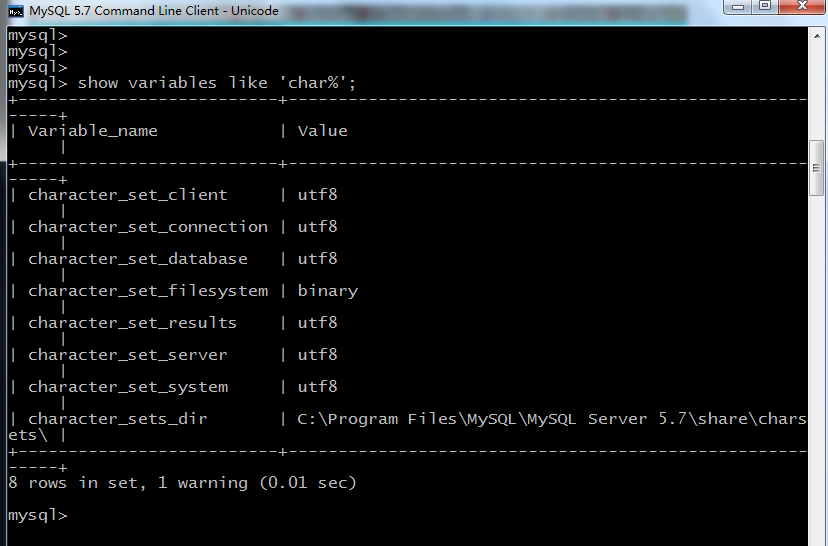 MySQL 5.7 Command Line Client - Unicode
mysql>
mysql>
mysql>
mysql> show variables like 'char%';
+--------------------------+----------------------------------------------------
-----+
| Variable_name            | Value
     |
+--------------------------+----------------------------------------------------
-----+
| character_set_client     | utf8
     |
| character_set_connection | utf8
     |
| character_set_database   | utf8
     |
| character_set_filesystem | binary
     |
| character_set_results    | utf8
     |
| character_set_server     | utf8
     |
| character_set_system     | utf8
     |
| character_sets_dir       | C:\Program Files\MySQL\MySQL Server 5.7\share\chars
ets\ |
+--------------------------+----------------------------------------------------
-----+
8 rows in set, 1 warning (0.01 sec)
mysql>